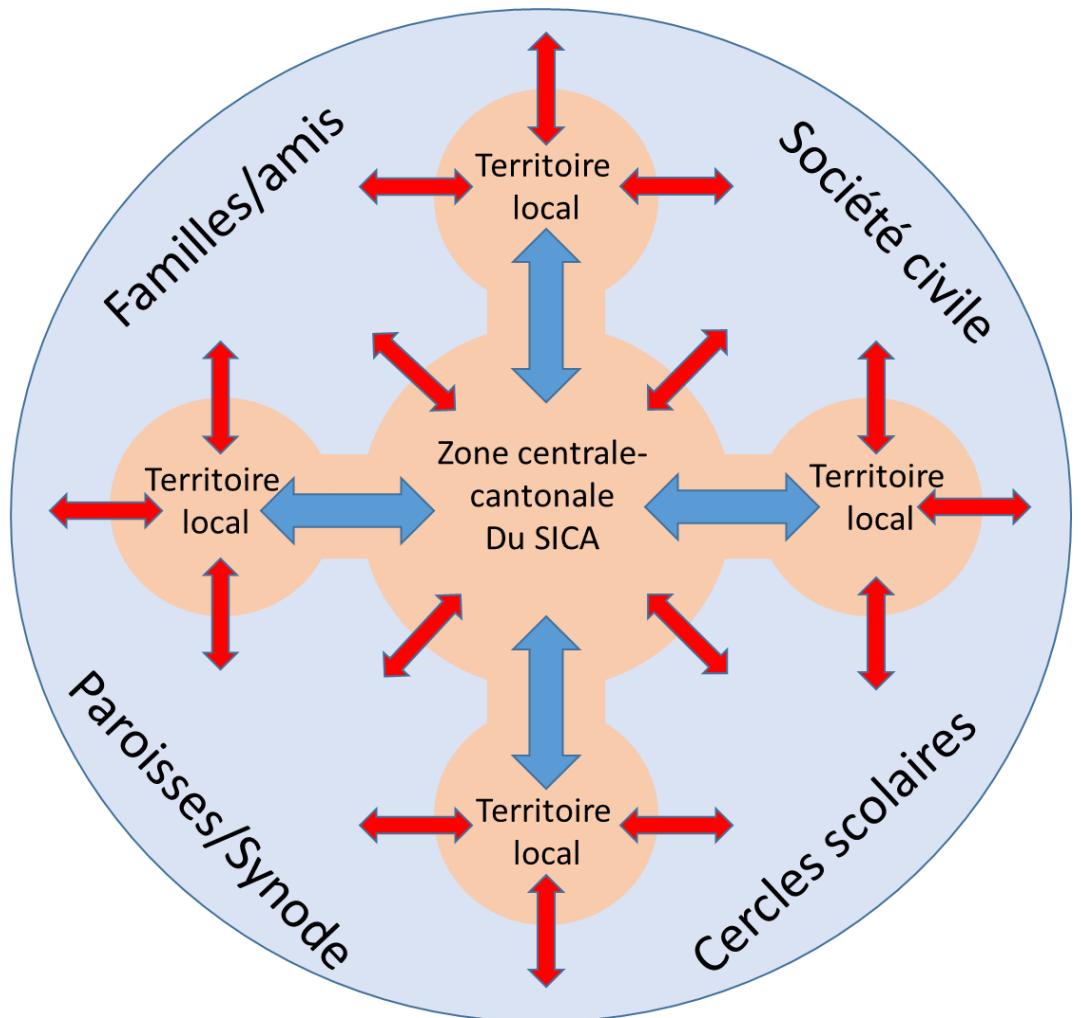 Familles/amis
Société civile
Territoire
local
Territoire
local
Zone centrale-
cantonale
Du SICA
Territoire
local
Territoire
local
Paroisses/Synode
Cercles scolaires